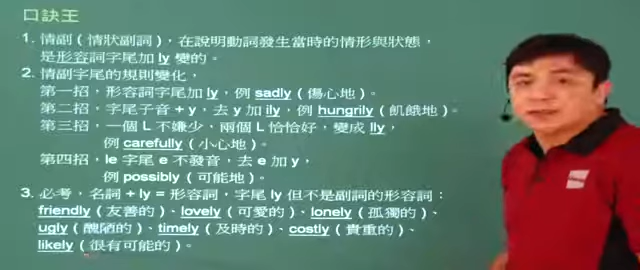 口訣王
1. 情副(情狀副詞),在說明動詞發生當時的情形與狀態,
是形容詞字尾加 ly 變的。
2. 情副字尾的規則變化,
第一招,形容詞字尾加 ly,例 sadly(傷心地)。
第二招,字尾子音 + y,去 y 加 ily,例 hungrily(飢餓地)。
第三招,一個 L 不嫌少,兩個 L 恰恰好,變成 lly,
例 carefully(小心地)。
第四招,le 字尾 e 不發音,去 e 加 y,
例 possibly(可能地)。
3. 必考,名詞 + ly = 形容詞,字尾 ly 但不是副詞的形容詞:
friendly(友善的)、lovely(可愛的)、lonely(孤獨的)、
ugly(醜陋的)、timely(及時的)、costly(貴重的)、
likely(很有可能的)。